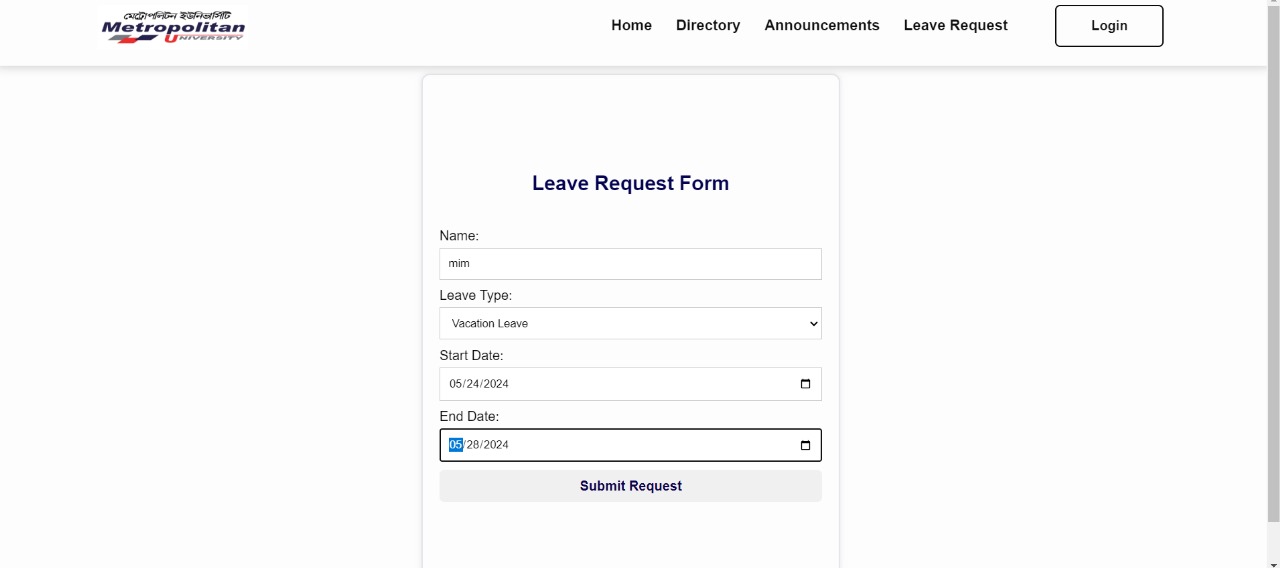 মেট্রোপলিটন ইউনিভার্সিটি
Metropolitan
UNIVERSITY
Home Directory Announcements Leave Request Login
Leave Request Form
Name:
mim
Leave Type:
Vacation Leave
Start Date:
05/24/2024
End Date:
05/28/2024
Submit Request